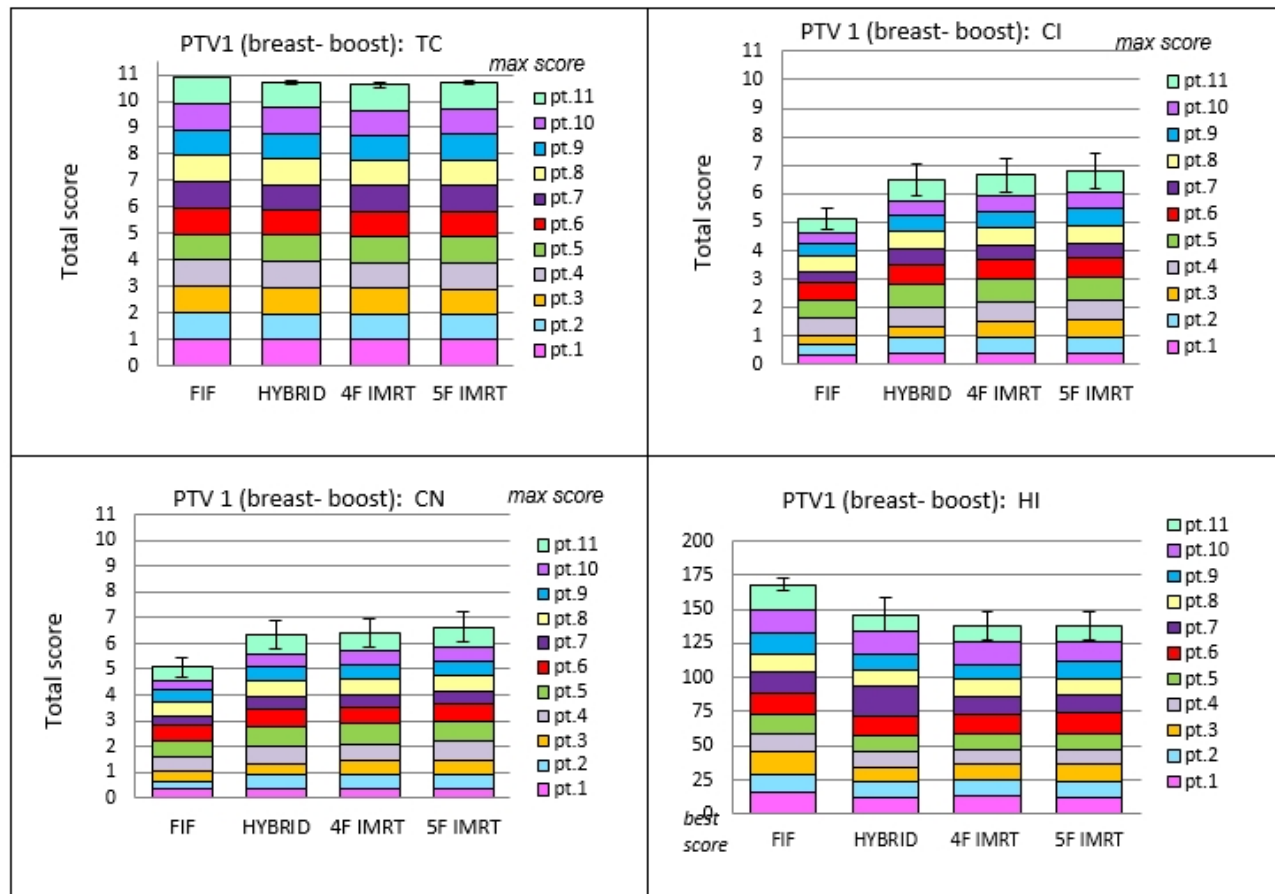 PTV1 (breast- boost): TC
max score
Total score
11
10
9
8
7
6
5
4
3
2
1
0
FIF HYBRID 4F IMRT 5F IMRT
pt.11
pt.10
pt.9
pt.8
pt.7
pt.6
pt.5
pt.4
pt.3
pt.2
pt.1
PTV 1 (breast- boost): CI
max score
Total score
11
10
9
8
7
6
5
4
3
2
1
0
FIF HYBRID 4F IMRT 5F IMRT
pt.11
pt.10
pt.9
pt.8
pt.7
pt.6
pt.5
pt.4
pt.3
pt.2
pt.1
PTV 1 (breast- boost): CN
max score
Total score
11
10
9
8
7
6
5
4
3
2
1
0
FIF HYBRID 4F IMRT 5F IMRT
pt.11
pt.10
pt.9
pt.8
pt.7
pt.6
pt.5
pt.4
pt.3
pt.2
pt.1
PTV1 (breast- boost): HI
200
175
150
125
100
75
50
25
0
best
score
FIF HYBRID 4F IMRT 5F IMRT
pt.11
pt.10
pt.9
pt.8
pt.7
pt.6
pt.5
pt.4
pt.3
pt.2
pt.1